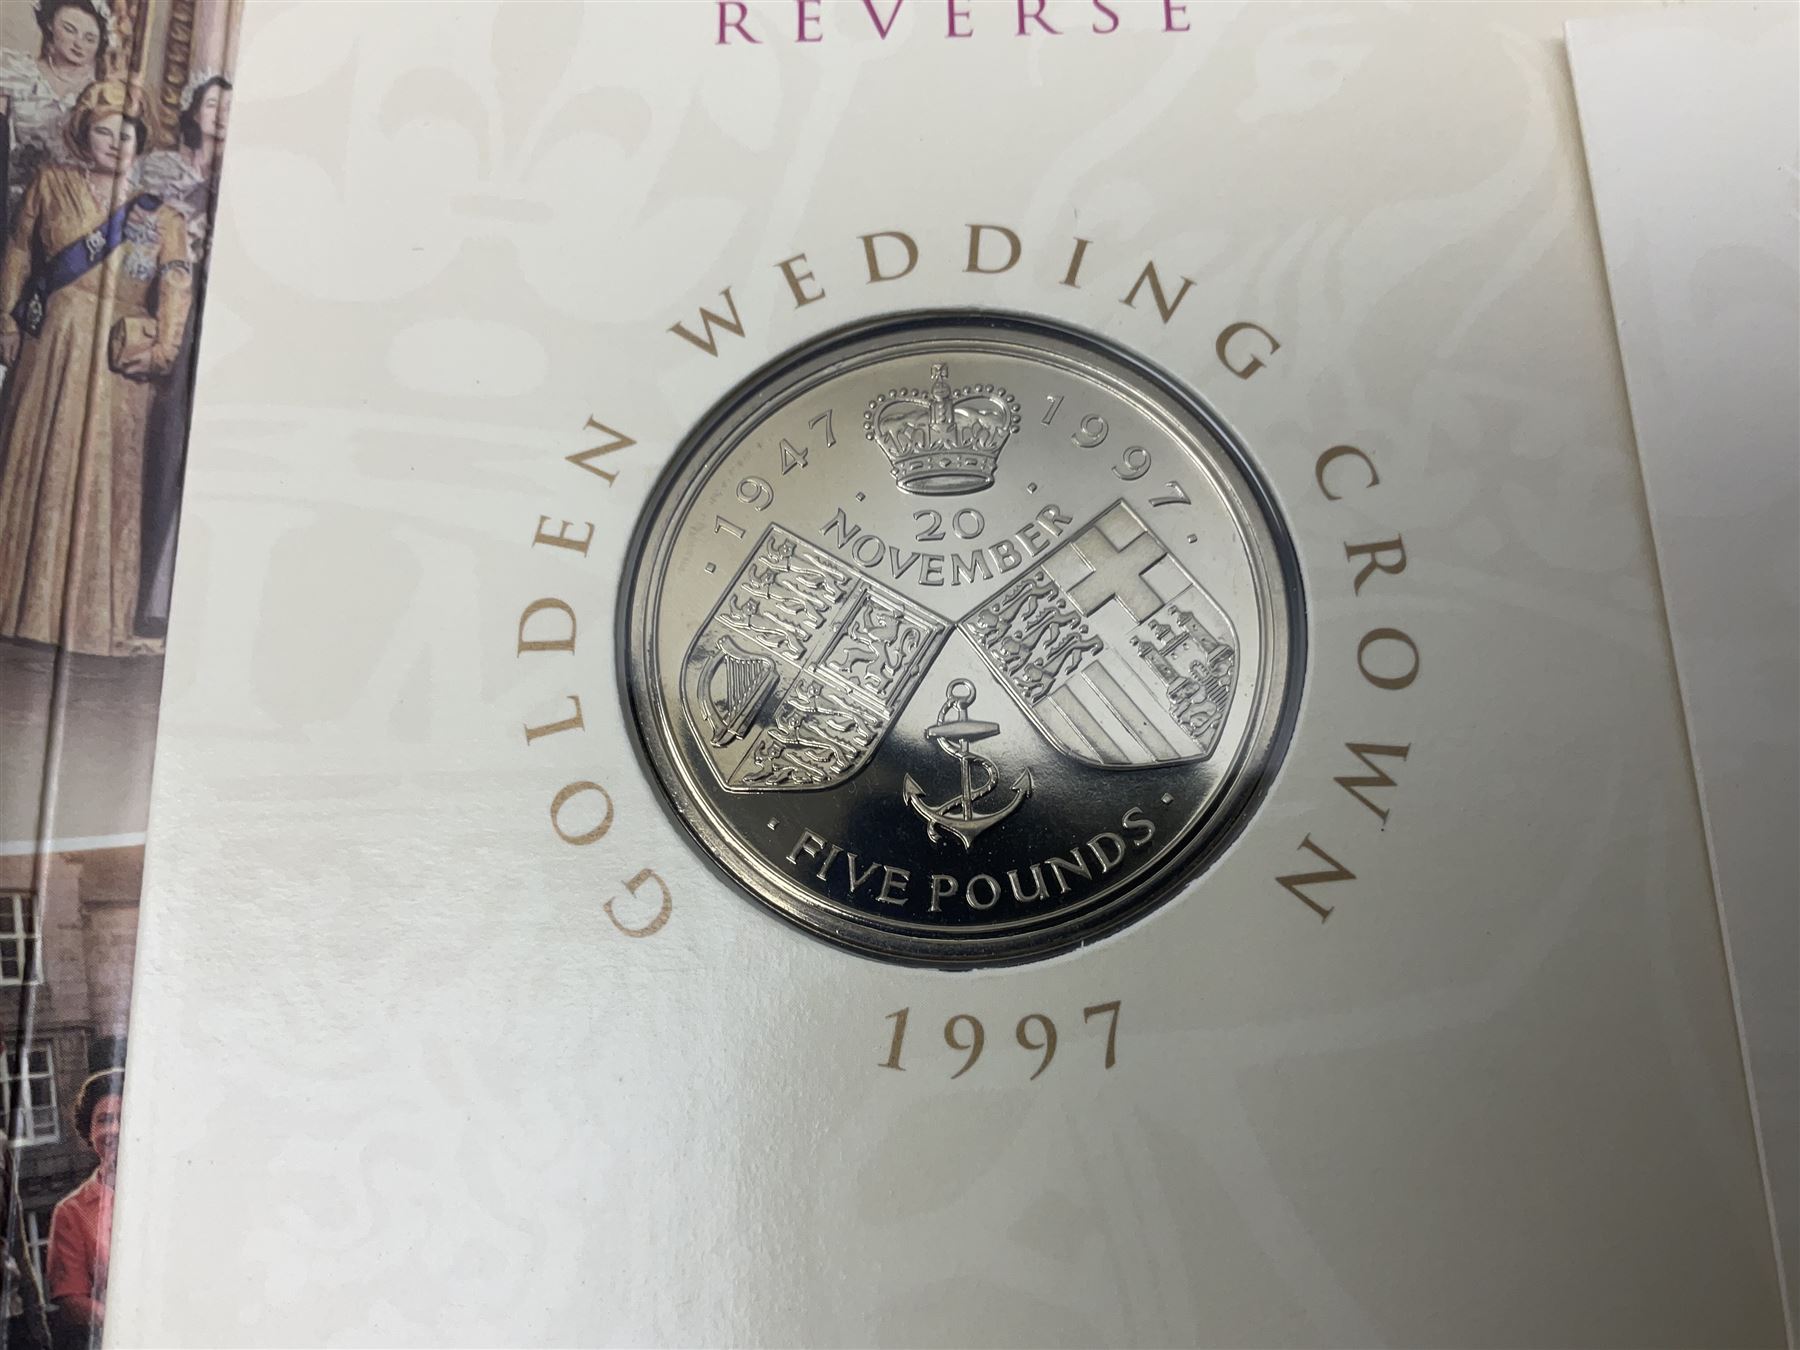 REVERSE
GOLDEN WEDDING CROWN
· 1947 · 1997 ·
20
NOVEMBER
· FIVE POUNDS ·
1997